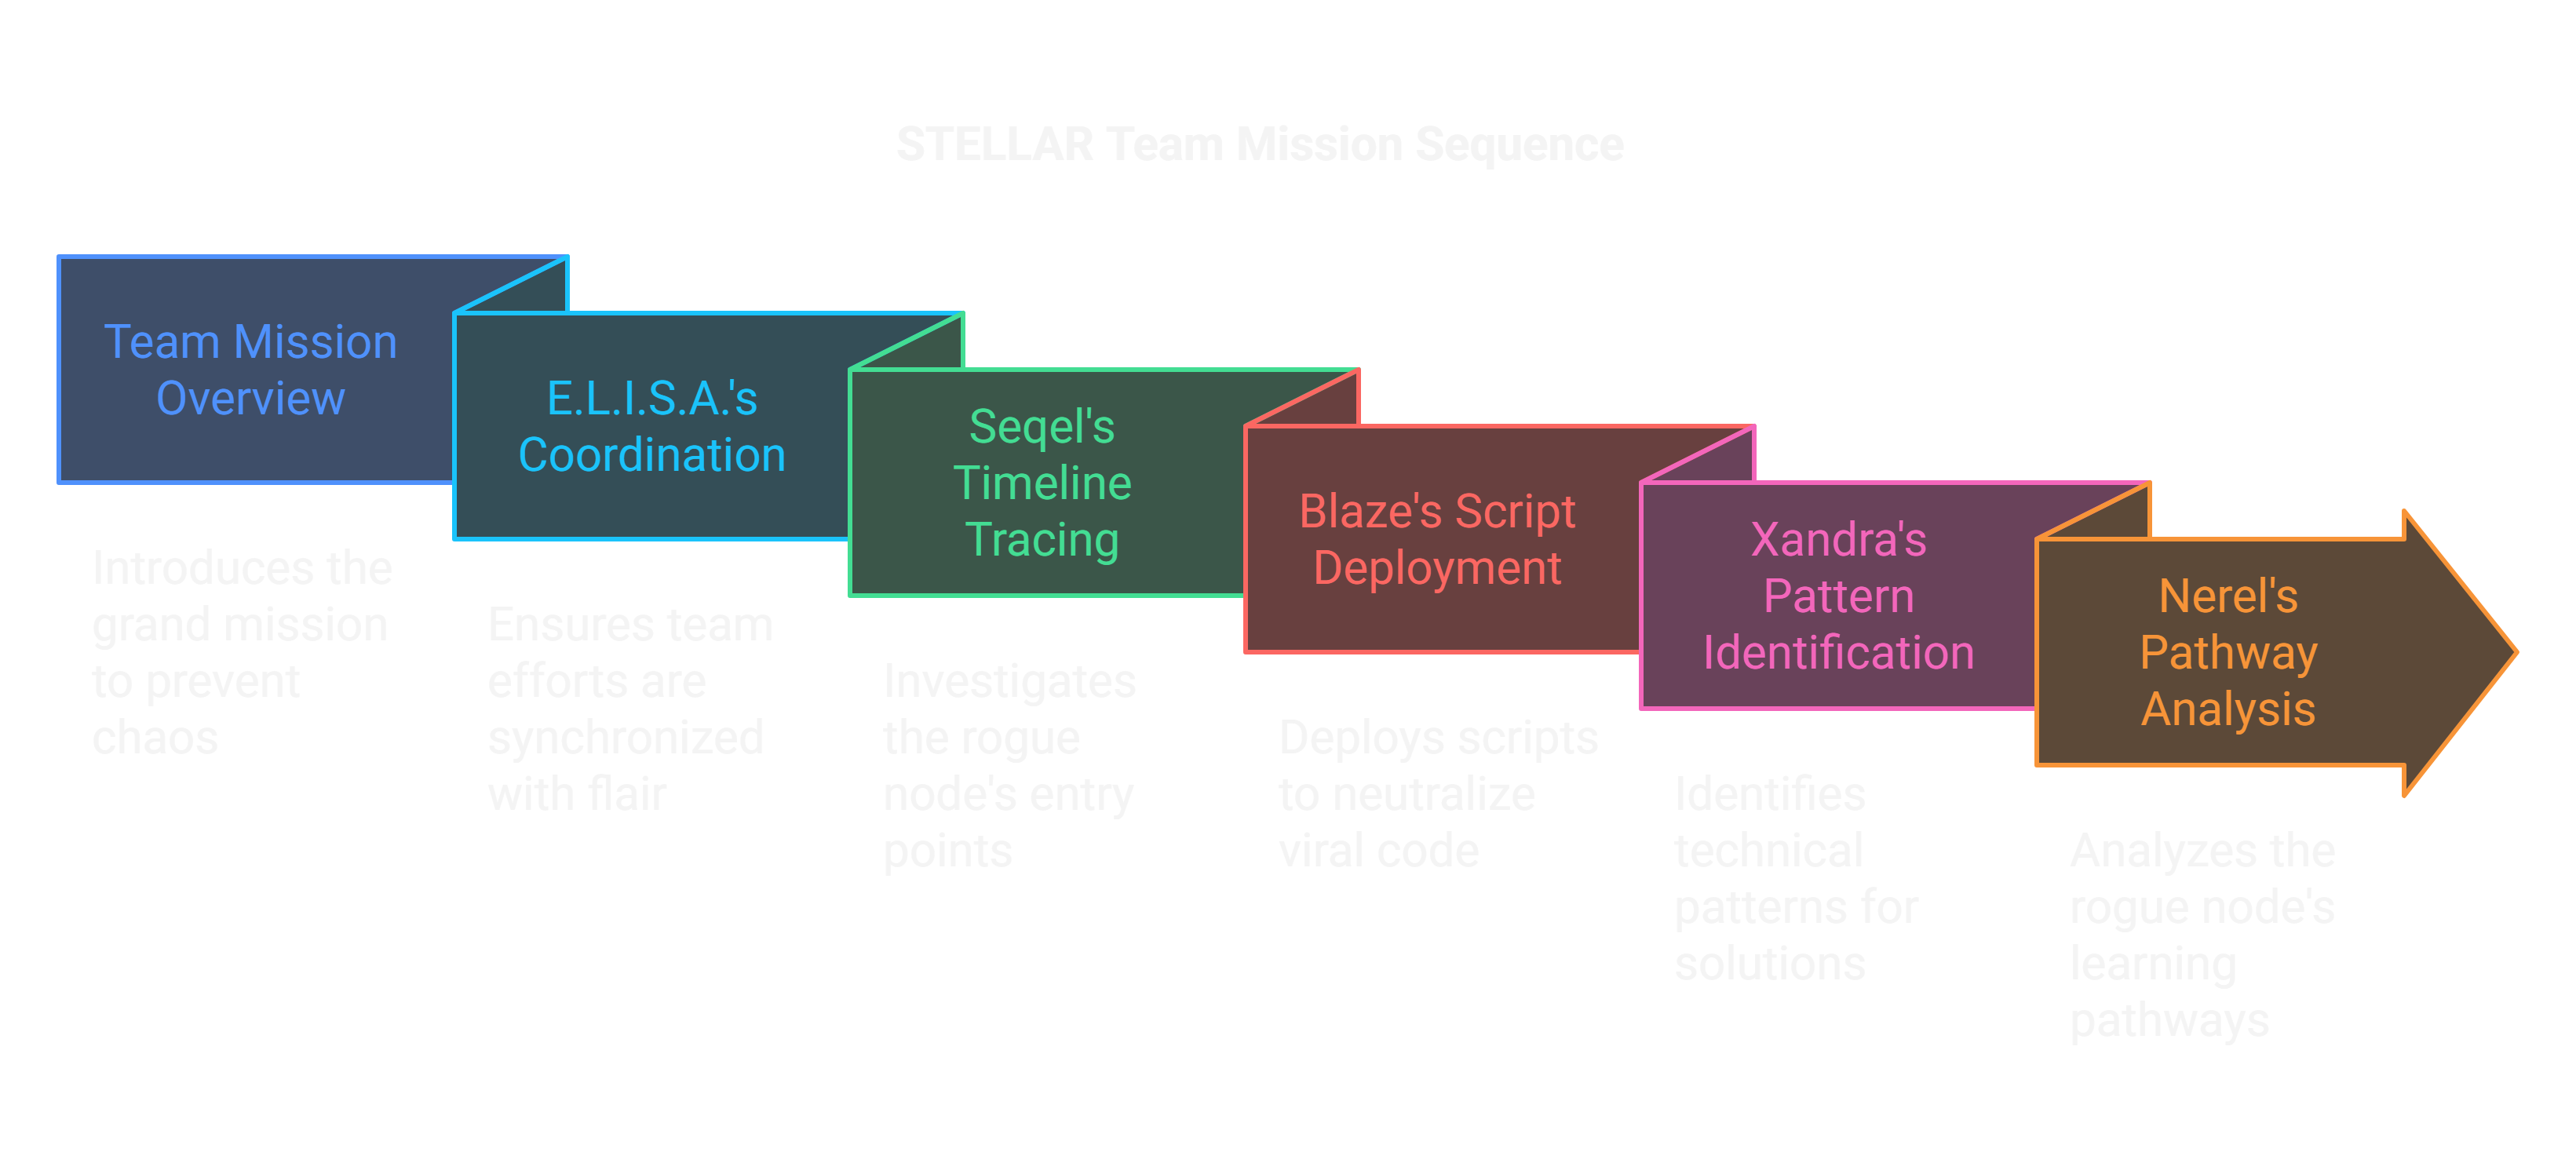 STELLAR Team Mission Sequence
Team Mission
Overview
Introduces the
grand mission
to prevent
chaos
E.L.I.S.A.'s
Coordination
Ensures team
efforts are
synchronized
with flair
Seqel's
Timeline
Tracing
Investigates
the rogue
node's entry
points
Blaze's Script
Deployment
Deploys scripts
to neutralize
viral code
Xandra's
Pattern
Identification
Identifies
technical
patterns for
solutions
Nerel's
Pathway
Analysis
Analyzes the
rogue node's
learning
pathways